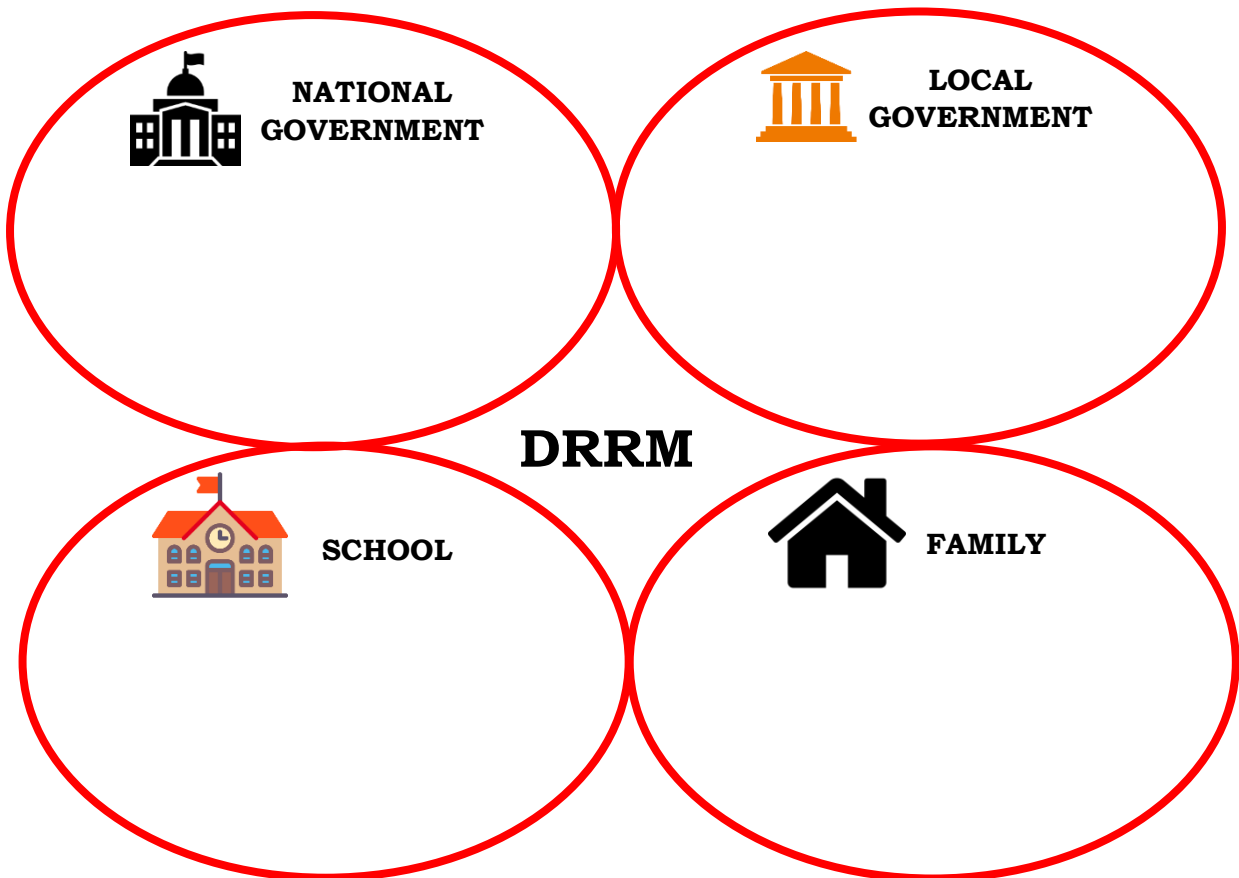 NATIONAL
GOVERNMENT
LOCAL
GOVERNMENT
DRRM
SCHOOL
FAMILY